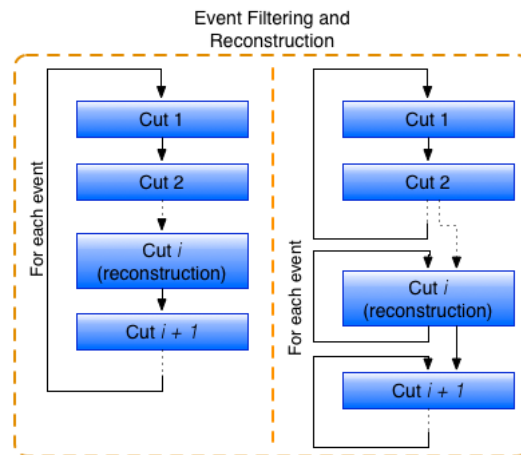 Event Filtering and
Reconstruction
For each event
Cut 1
Cut 2
Cut i
(reconstruction)
Cut i + 1
For each event
Cut 1
Cut 2
Cut i
(reconstruction)
Cut i + 1